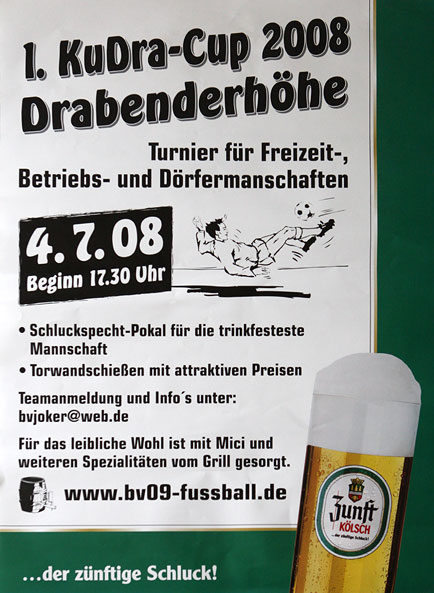 1. KuDra-Cup 2008
Drabenderhöhe
Turnier für Freizeit-,
Betriebs- und Dörfermanschaften
4. 7. 08
Beginn 17.30 Uhr
• Schluckspecht-Pokal für die trinkfesteste
Mannschaft
• Torwandschießen mit attraktiven Preisen
Teamanmeldung und Info´s unter:
bvjoker@web.de
Für das leibliche Wohl ist mit Mici und
weiteren Spezialitäten vom Grill gesorgt.
www.bv09-fussball.de
Zunft
KÖLSCH
...der zünftige Schluck!
...der zünftige Schluck!